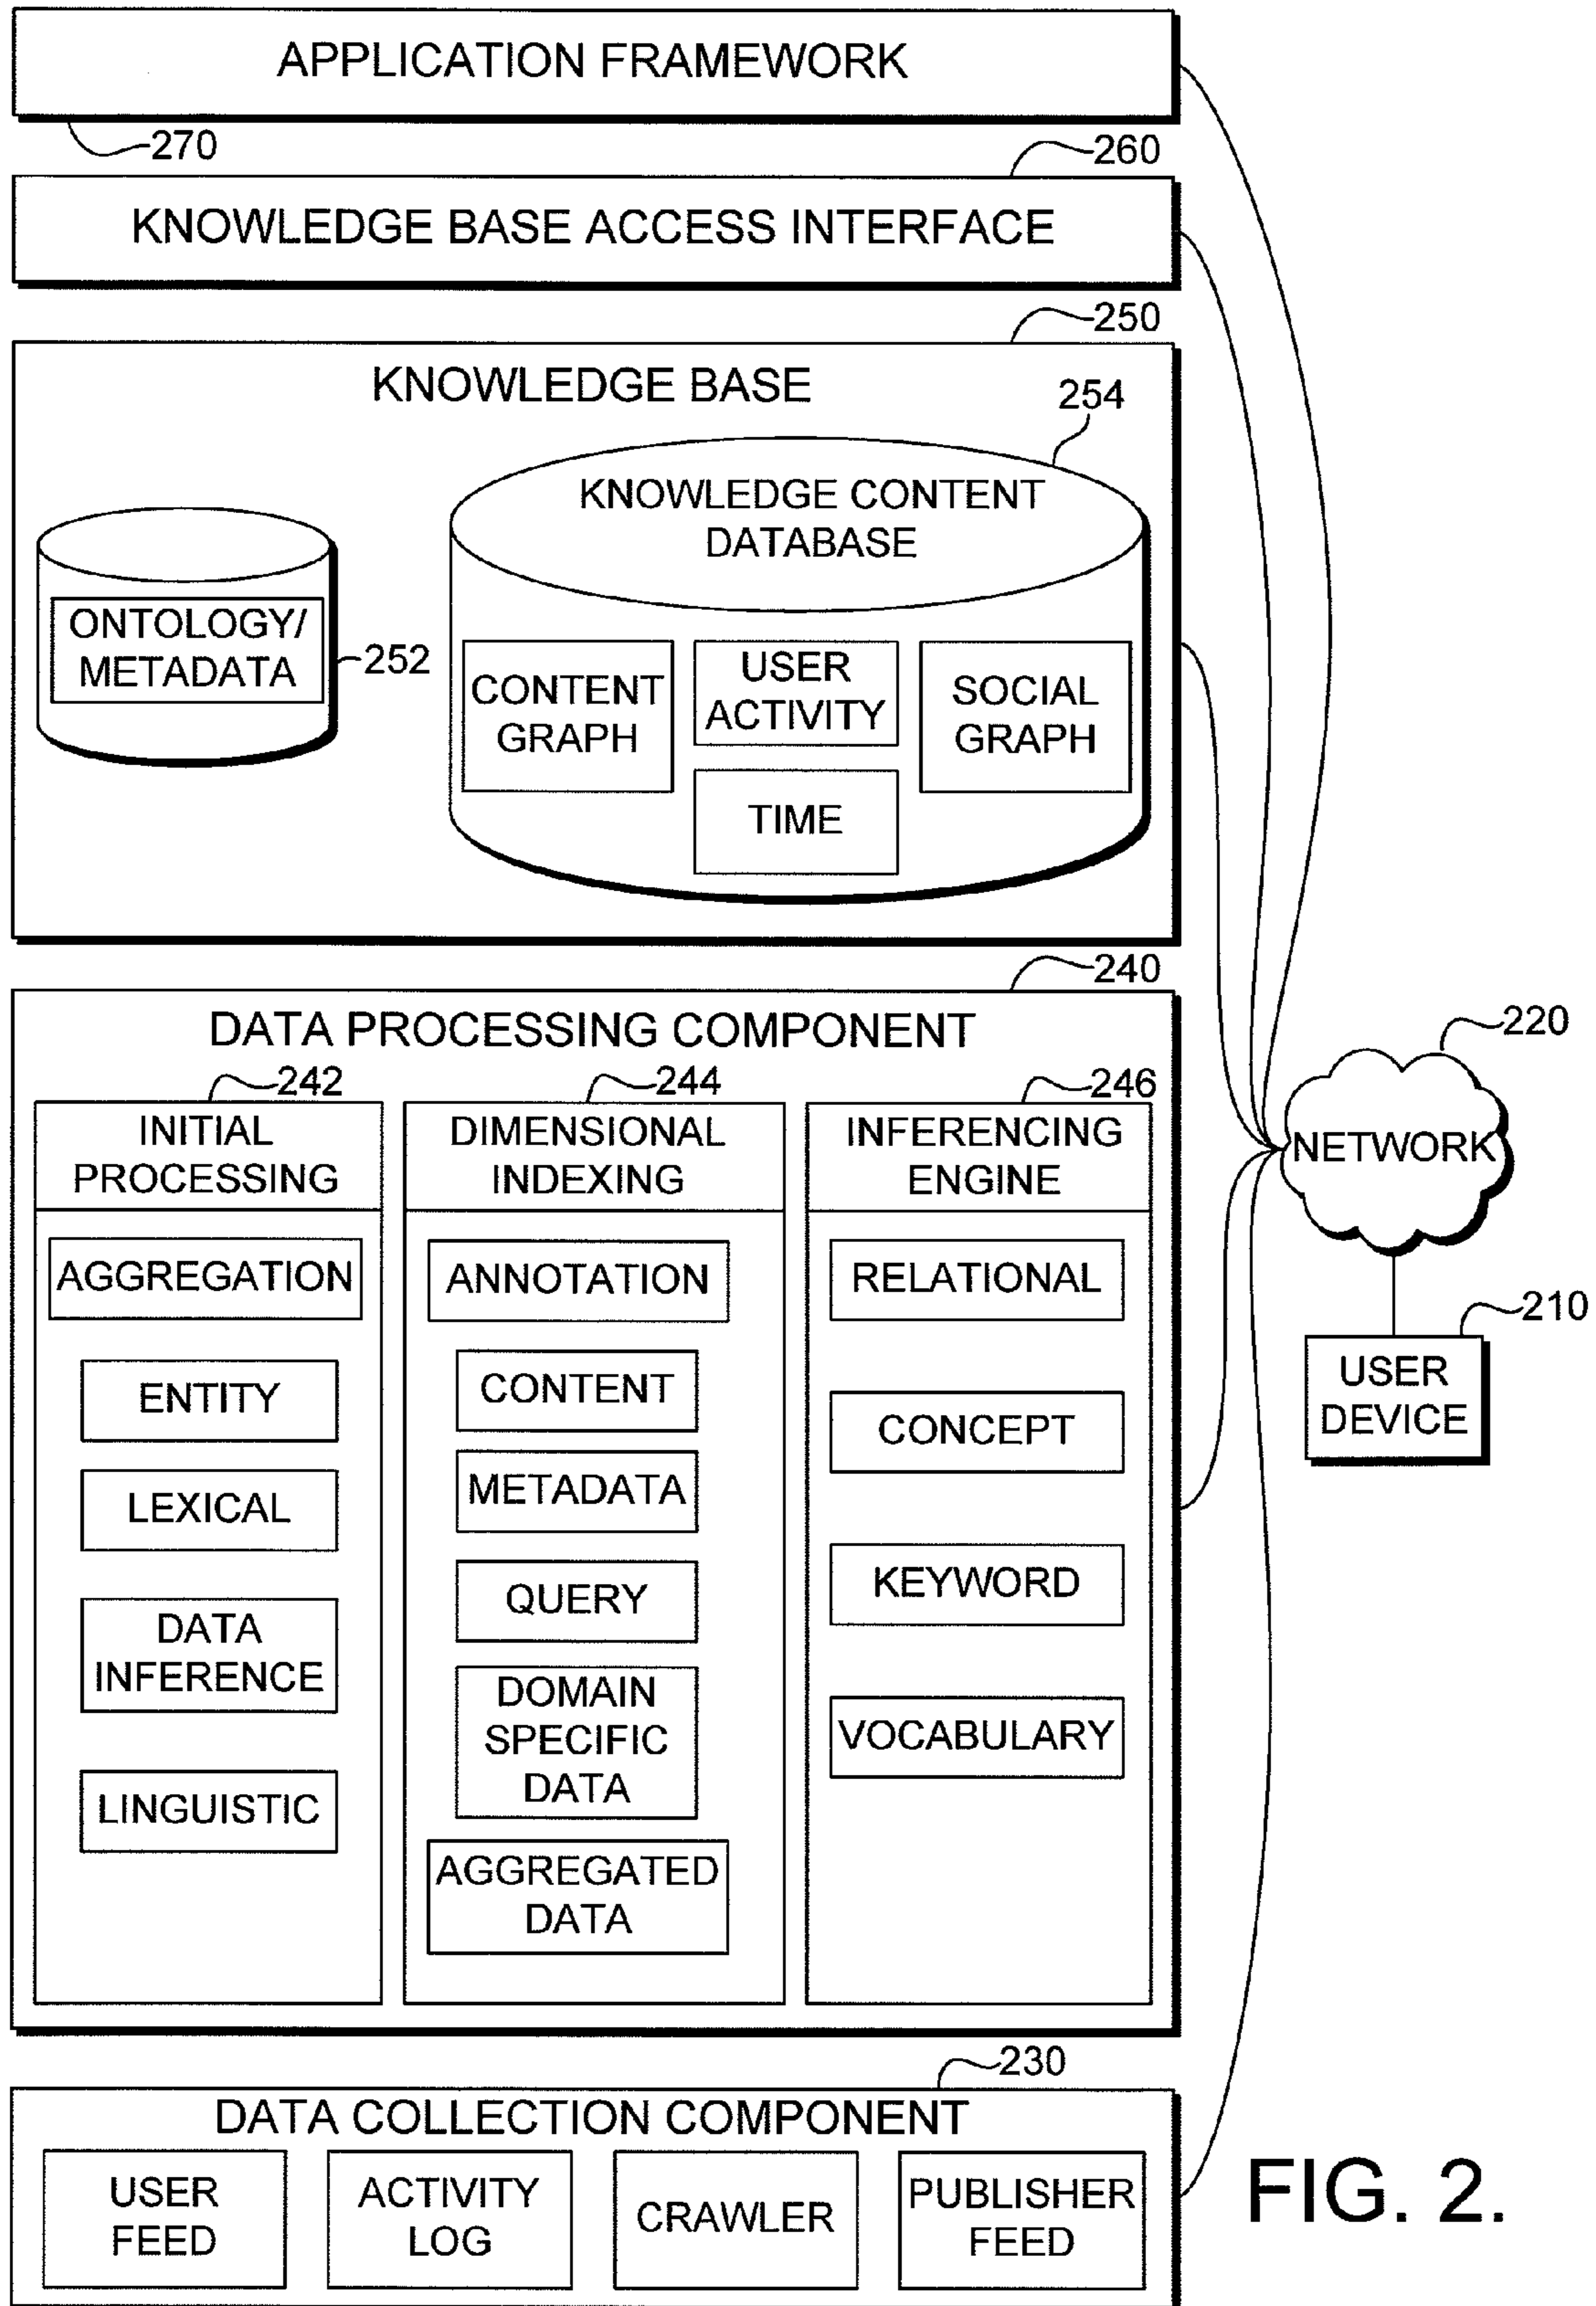 APPLICATION FRAMEWORK
270
260
KNOWLEDGE BASE ACCESS INTERFACE
250
KNOWLEDGE BASE
254
KNOWLEDGE CONTENT
DATABASE
ONTOLOGY/
METADATA
252
CONTENT
GRAPH
USER
ACTIVITY
SOCIAL
GRAPH
TIME
240
DATA PROCESSING COMPONENT
242
INITIAL
PROCESSING
AGGREGATION
ENTITY
LEXICAL
DATA
INFERENCE
LINGUISTIC
244
DIMENSIONAL
INDEXING
ANNOTATION
CONTENT
METADATA
QUERY
DOMAIN
SPECIFIC
DATA
AGGREGATED
DATA
246
INFERENCING
ENGINE
RELATIONAL
CONCEPT
KEYWORD
VOCABULARY
220
NETWORK
210
USER
DEVICE
230
DATA COLLECTION COMPONENT
USER
FEED
ACTIVITY
LOG
CRAWLER
PUBLISHER
FEED
FIG. 2.